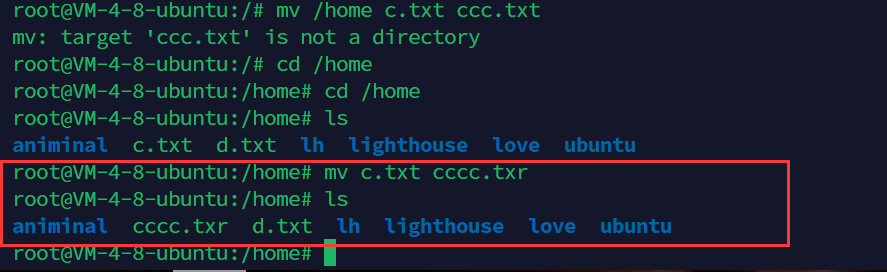 root@VM-4-8-ubuntu:/# mv /home c.txt ccc.txt
mv: target 'ccc.txt' is not a directory
root@VM-4-8-ubuntu:/# cd /home
root@VM-4-8-ubuntu:/home# cd /home
root@VM-4-8-ubuntu:/home# ls
animinal  c.txt  d.txt  lh  lighthouse  love  ubuntu
root@VM-4-8-ubuntu:/home# mv c.txt cccc.txr
root@VM-4-8-ubuntu:/home# ls
animinal  cccc.txr  d.txt  lh  lighthouse  love  ubuntu
root@VM-4-8-ubuntu:/home#